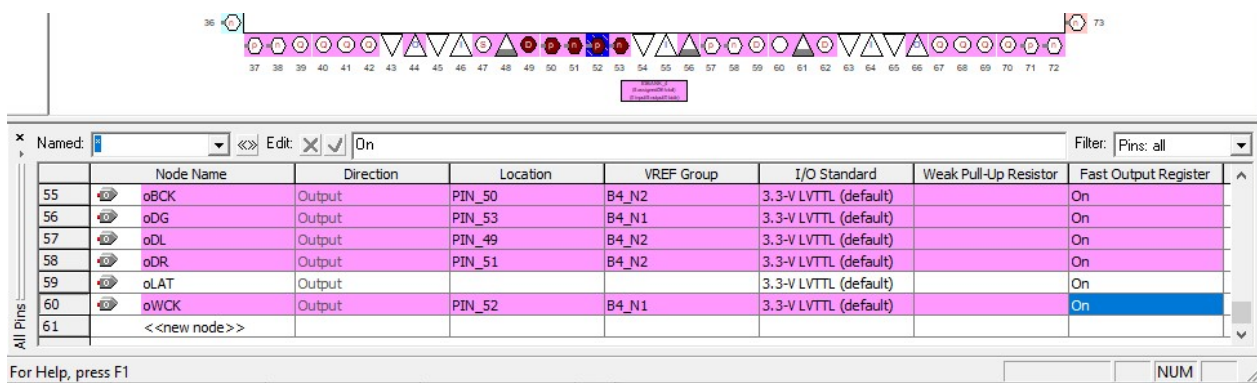 36 n n 73
p n Q Q Q Q I S D p n p n I p n D D I Q Q Q Q p n
37 38 39 40 41 42 43 44 45 46 47 48 49 50 51 52 53 54 55 56 57 58 59 60 61 62 63 64 65 66 67 68 69 70 71 72
Named: * «» Edit: On Filter: Pins: all
Node Name Direction Location VREF Group I/O Standard Weak Pull-Up Resistor Fast Output Register
55 oBCK Output PIN_50 B4_N2 3.3-V LVTTL (default) On
56 oDG Output PIN_53 B4_N1 3.3-V LVTTL (default) On
57 oDL Output PIN_49 B4_N2 3.3-V LVTTL (default) On
58 oDR Output PIN_51 B4_N2 3.3-V LVTTL (default) On
59 oLAT Output 3.3-V LVTTL (default) On
60 oWCK Output PIN_52 B4_N1 3.3-V LVTTL (default) On
61 <<new node>>
All Pins
For Help, press F1 NUM